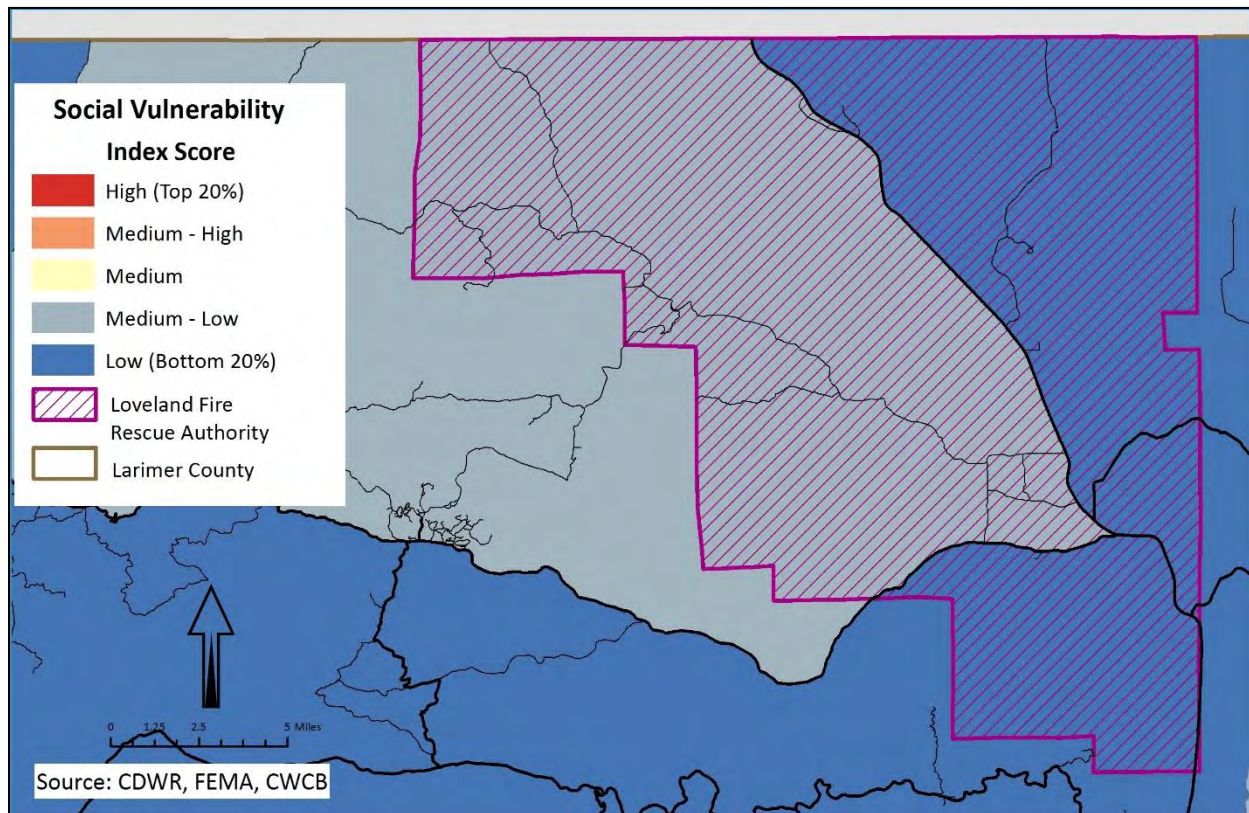 Social Vulnerability
Index Score
High (Top 20%)
Medium - High
Medium
Medium - Low
Low (Bottom 20%)
Loveland Fire
Rescue Authority
Larimer County
0 1.25 2.5 5 Miles
Source: CDWR, FEMA, CWCB